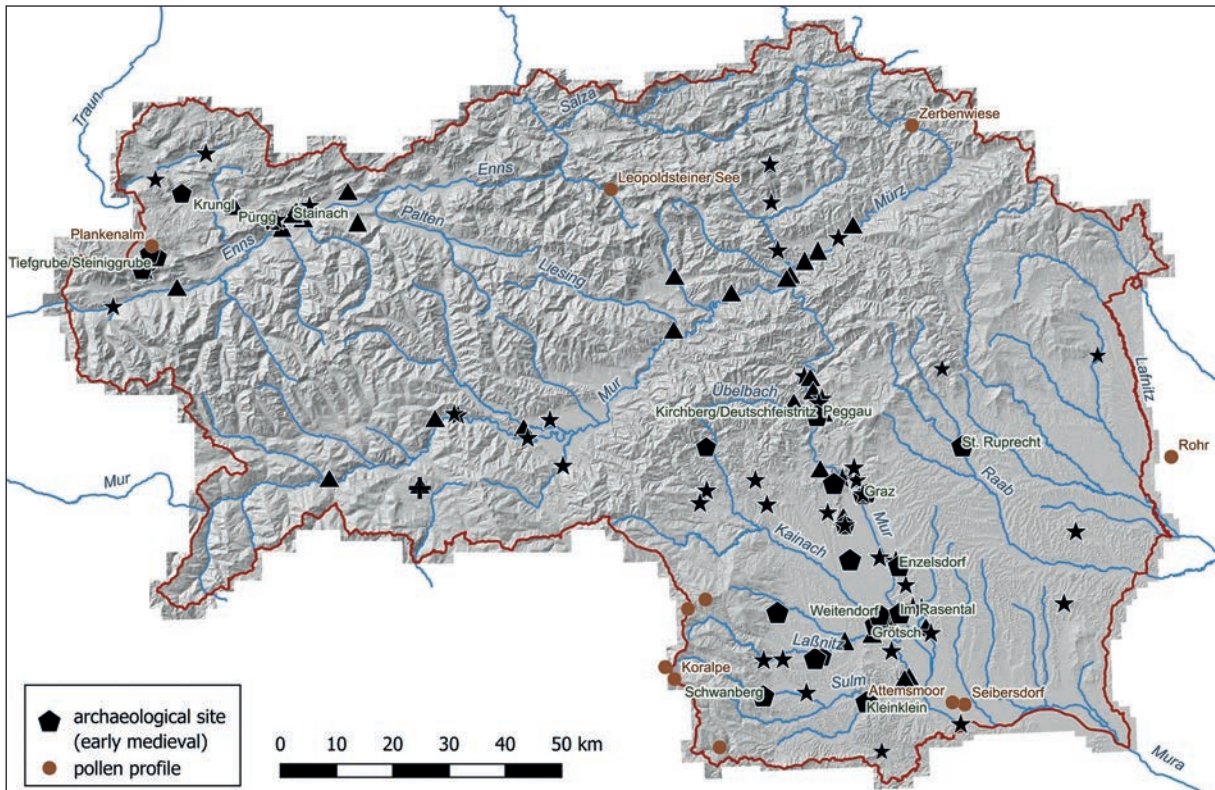 Traun
Salza
Zerbenwiese
Enns
Leopoldsteiner See
Mürz
Krungl
Pürgg
Stainach
Palten
Plankenalm
Enns
Tiefgrube/Steiniggrube
Liesing
Lafnitz
Mur
Übelbach
Kirchberg/Deutschfeistritz
Peggau
St. Ruprecht
Rohr
Mur
Raab
Graz
Mur
Kainach
Enzelsdorf
Weitendorf
Im Rasental
Grötsch
Laßnitz
Koralpe
Schwanberg
Sulm
Attemsmoor
Seibersdorf
Kleinklein
Mura
archaeological site
(early medieval)
pollen profile
0 10 20 30 40 50 km